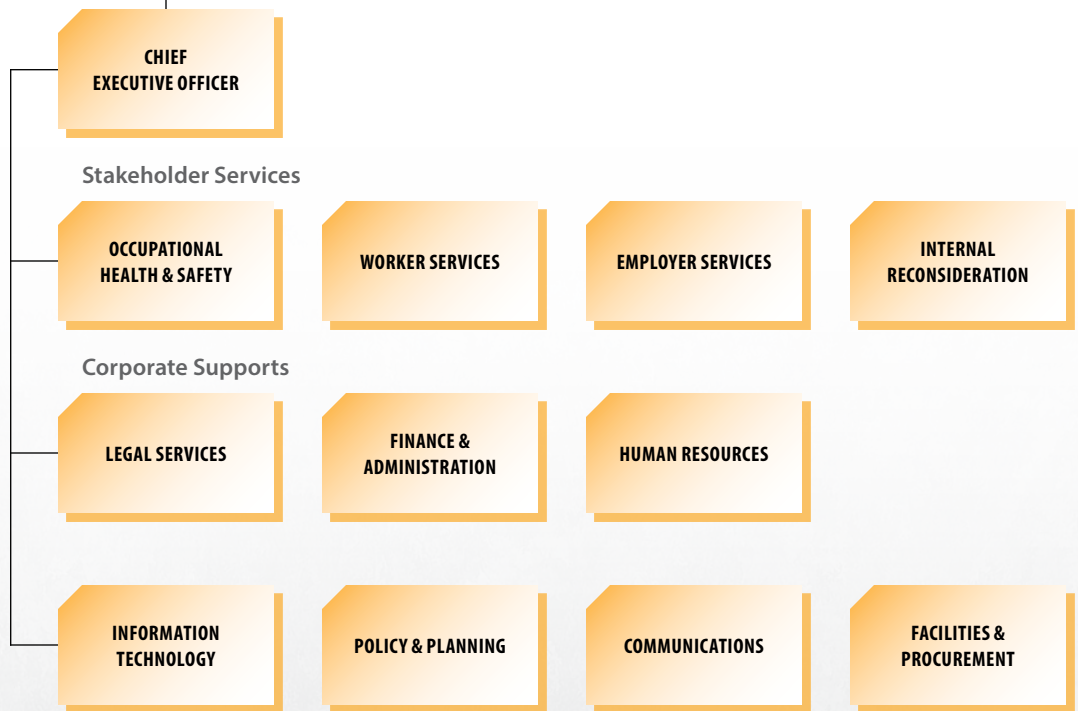 CHIEF
EXECUTIVE OFFICER
Stakeholder Services
OCCUPATIONAL
HEALTH & SAFETY
WORKER SERVICES
EMPLOYER SERVICES
INTERNAL
RECONSIDERATION
Corporate Supports
LEGAL SERVICES
FINANCE &
ADMINISTRATION
HUMAN RESOURCES
INFORMATION
TECHNOLOGY
POLICY & PLANNING
COMMUNICATIONS
FACILITIES &
PROCUREMENT